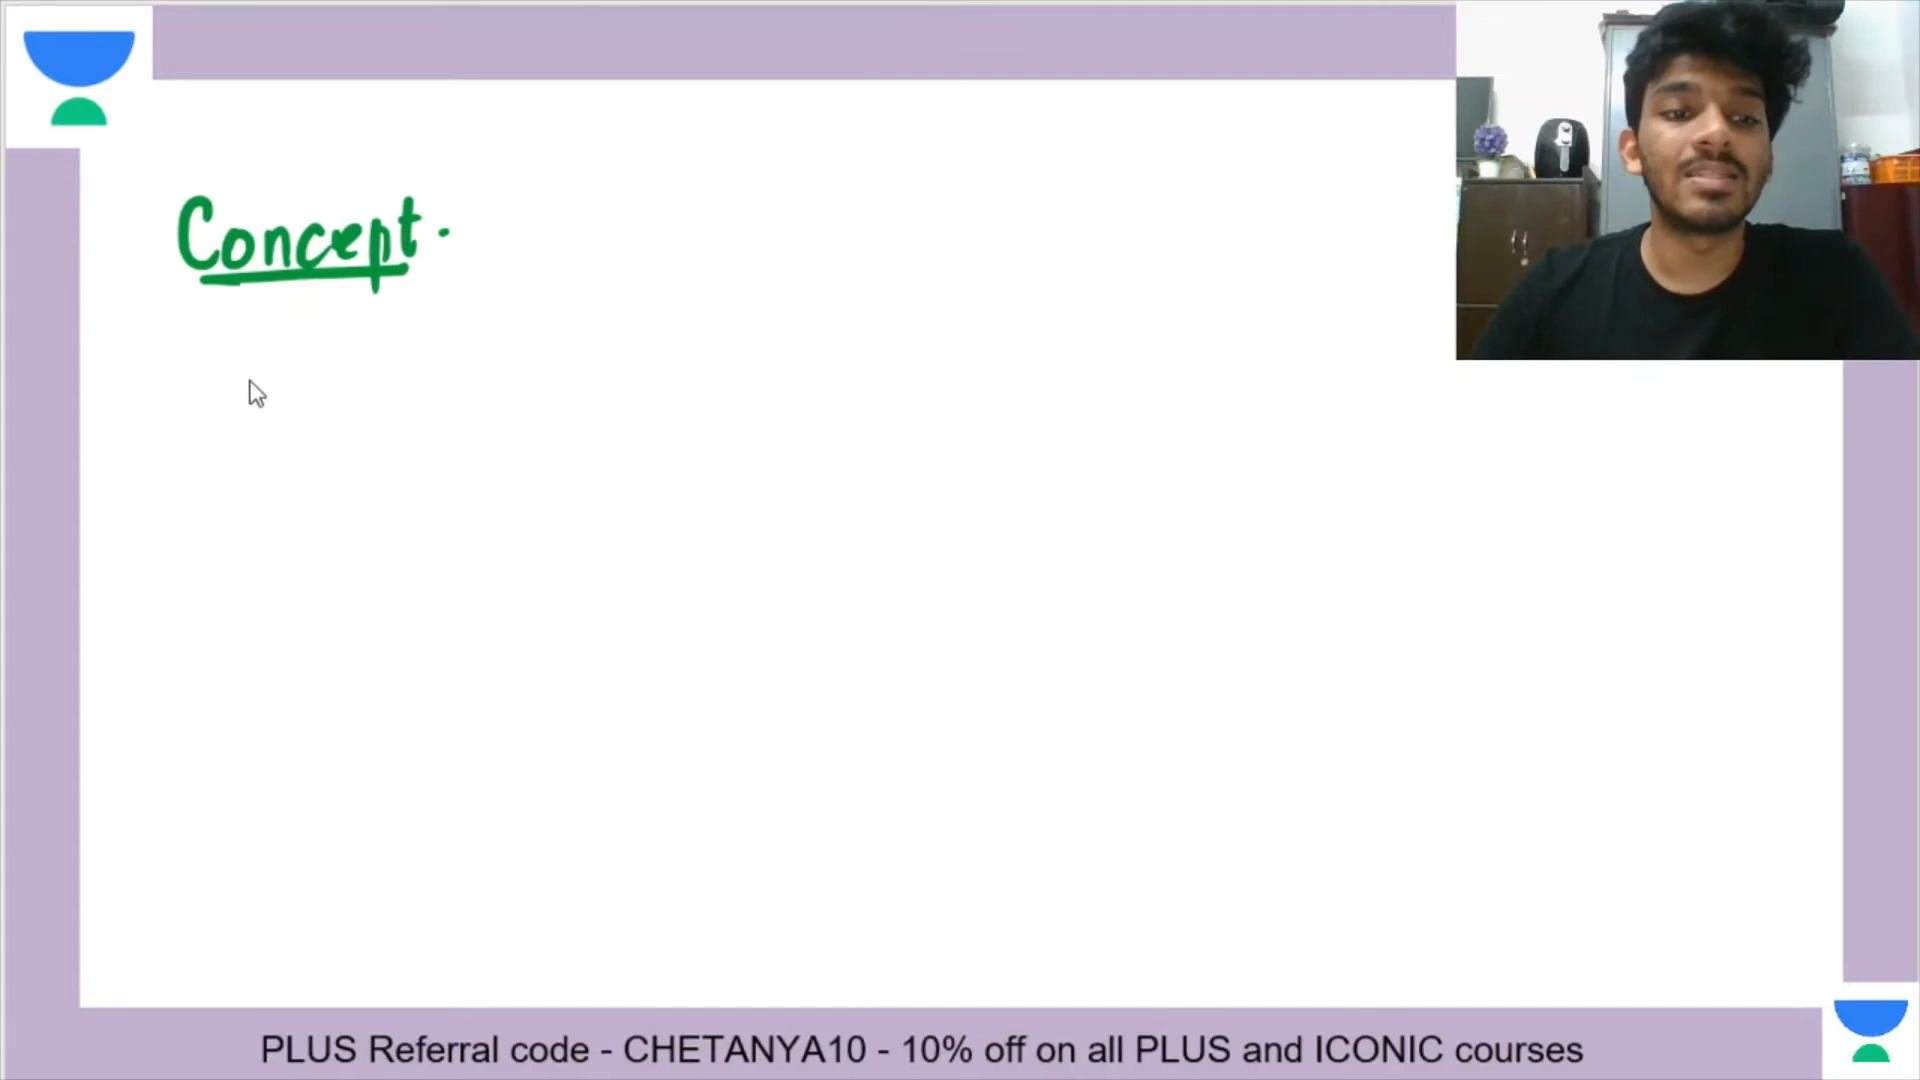 Concept.
PLUS Referral code - CHETANYA10 - 10% off on all PLUS and ICONIC courses